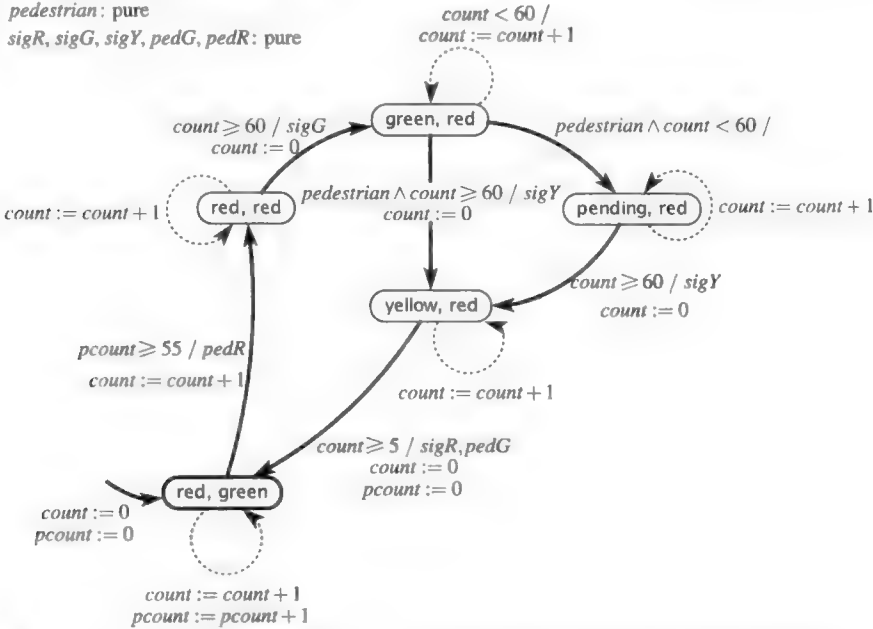 pedestrian: pure
sigR, sigG, sigY, pedG, pedR: pure
count < 60 /
count := count + 1
green, red
count ⩾ 60 / sigG
count := 0
pedestrian ∧ count < 60 /
red, red
count := count + 1
pedestrian ∧ count ⩾ 60 / sigY
count := 0
pending, red
count := count + 1
yellow, red
count ⩾ 60 / sigY
count := 0
pcount ⩾ 55 / pedR
count := count + 1
count := count + 1
count ⩾ 5 / sigR, pedG
count := 0
pcount := 0
red, green
count := 0
pcount := 0
count := count + 1
pcount := pcount + 1